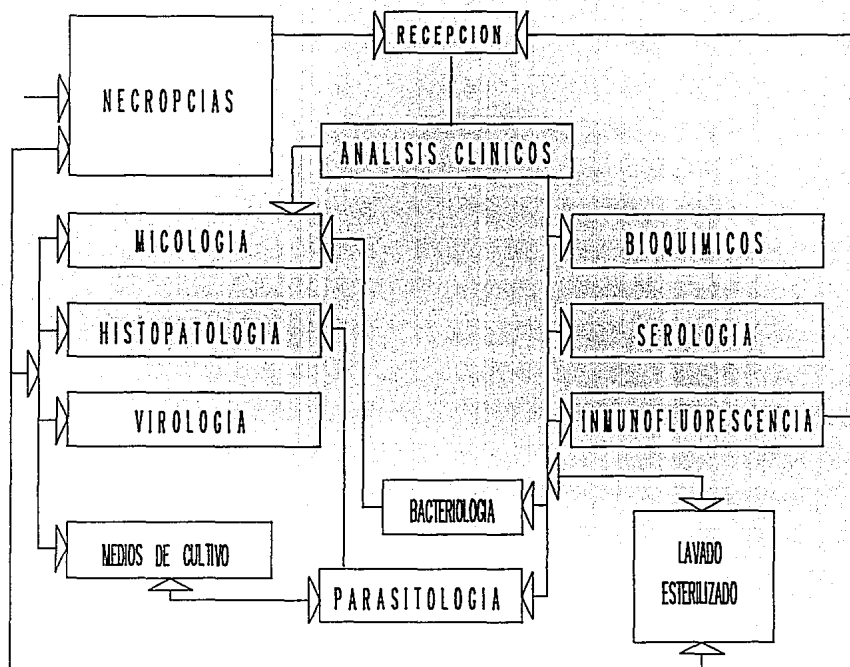 RECEPCION
NECROPCIAS
ANALISIS CLINICOS
MICOLOGIA
BIOQUIMICOS
HISTOPATOLOGIA
SEROLOGIA
VIROLOGIA
INMUNOFLUORESCENCIA
BACTERIOLOGIA
MEDIOS DE CULTIVO
LAVADO
ESTERILIZADO
PARASITOLOGIA